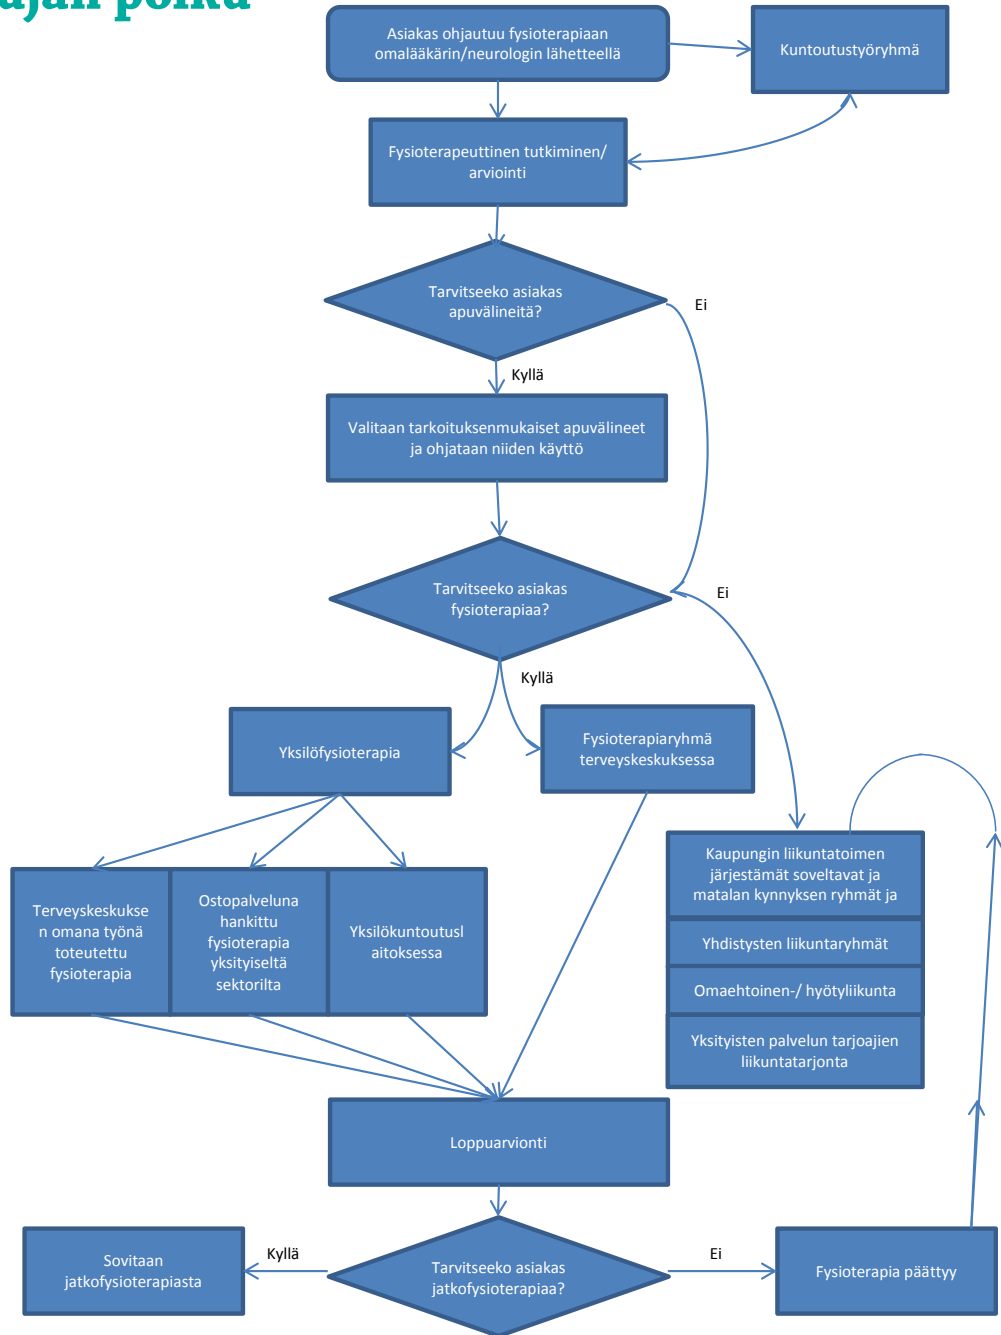 ujan polku
Asiakas ohjautuu fysioterapiaan
omalääkärin/neurologin lähetteellä
Kuntoutustyöryhmä
Fysioterapeuttinen tutkiminen/
arviointi
Tarvitseeko asiakas
apuvälineitä?
Ei
Kyllä
Valitaan tarkoituksenmukaiset apuvälineet
ja ohjataan niiden käyttö
Tarvitseeko asiakas
fysioterapiaa?
Ei
Kyllä
Yksilöfysioterapia
Fysioterapiaryhmä
terveyskeskuksessa
Terveyskeskukse
n omana työnä
toteutettu
fysioterapia
Ostopalveluna
hankittu
fysioterapia
yksityiseltä
sektorilta
Yksilökuntoutusl
aitoksessa
Kaupungin liikuntatoimen
järjestämät soveltavat ja
matalan kynnyksen ryhmät ja
Yhdistysten liikuntaryhmät
Omaehtoinen-/ hyötyliikunta
Yksityisten palvelun tarjoajien
liikuntatarjonta
Loppuarvionti
Tarvitseeko asiakas
jatkofysioterapiaa?
Kyllä
Sovitaan
jatkofysioterapiasta
Ei
Fysioterapia päättyy